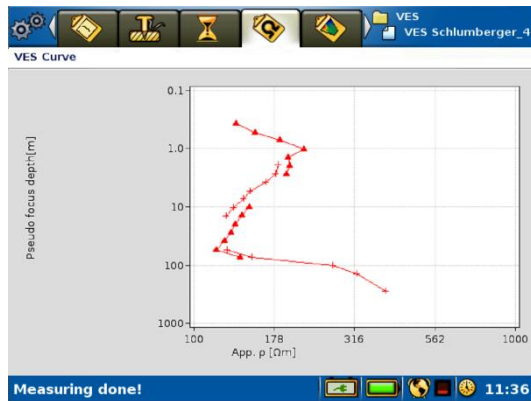 VES
VES Schlumberger_4
VES Curve
0.1
1.0
10
100
1000
Pseudo focus depth[m]
100 178 316 562 1000
App. ρ [Ωm]
Measuring done!
11:36